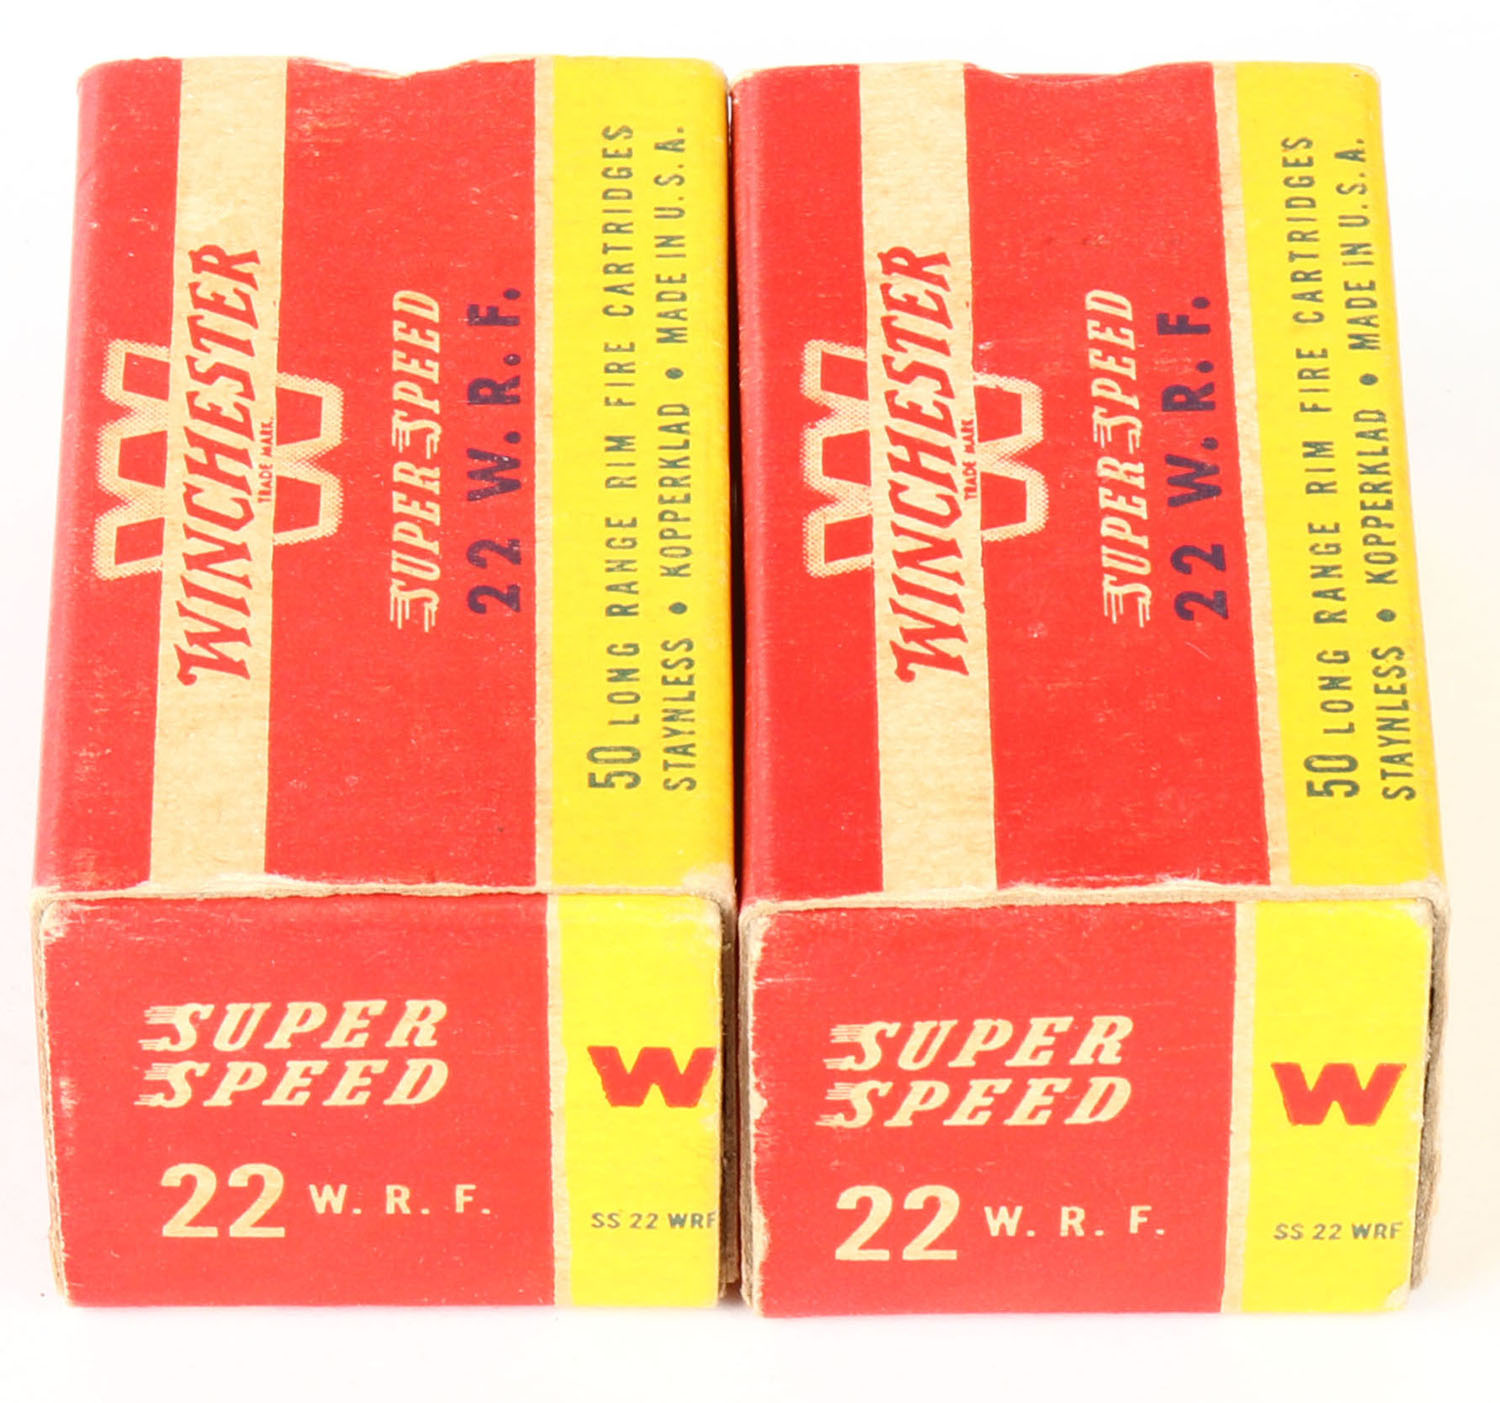 W
WINCHESTER
TRADE MARK
SUPER SPEED
22 W. R. F.
50 LONG RANGE RIM FIRE CARTRIDGES
STAYNLESS • KOPPERKLAD • MADE IN U.S.A.
SUPER
SPEED
22 W. R. F.
W
SS 22 WRF
W
WINCHESTER
TRADE MARK
SUPER SPEED
22 W. R. F.
50 LONG RANGE RIM FIRE CARTRIDGES
STAYNLESS • KOPPERKLAD • MADE IN U.S.A.
SUPER
SPEED
22 W. R. F.
W
SS 22 WRF